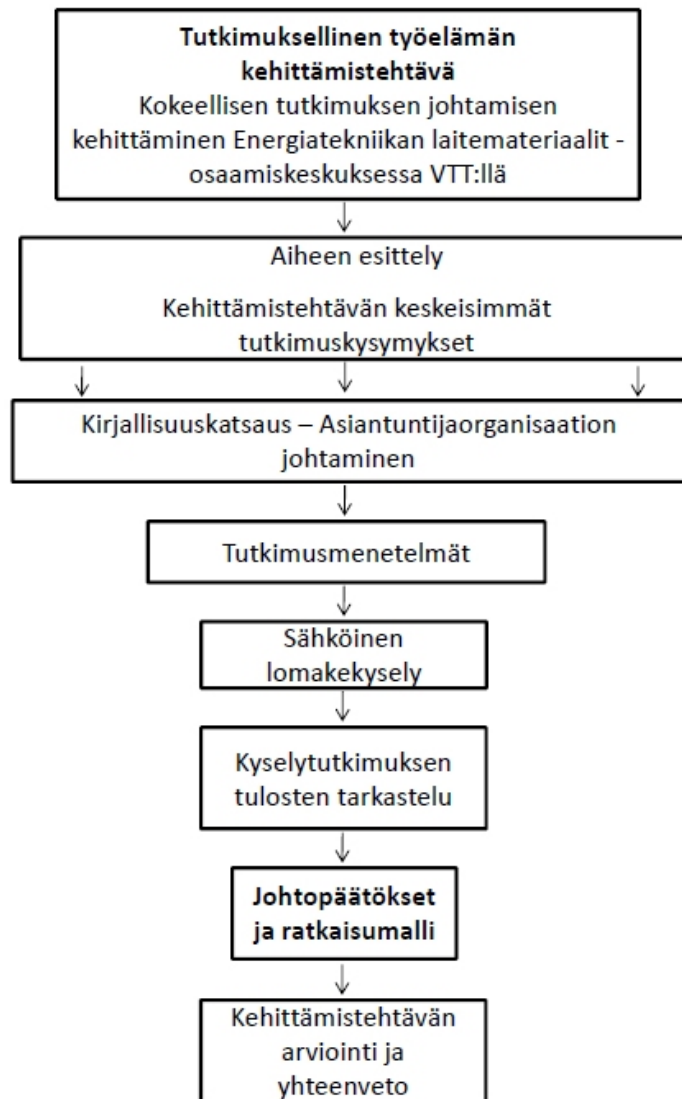 Tutkimuksellinen työelämän
kehittämistehtävä
Kokeellisen tutkimuksen johtamisen
kehittäminen Energiatekniikan laitemateriaalit -
osaamiskeskuksessa VTT:llä
Aiheen esittely
Kehittämistehtävän keskeisimmät
tutkimuskysymykset
Kirjallisuuskatsaus – Asiantuntijaorganisaation
johtaminen
Tutkimusmenetelmät
Sähköinen
lomakekysely
Kyselytutkimuksen
tulosten tarkastelu
Johtopäätökset
ja ratkaisumalli
Kehittämistehtävän
arviointi ja
yhteenveto